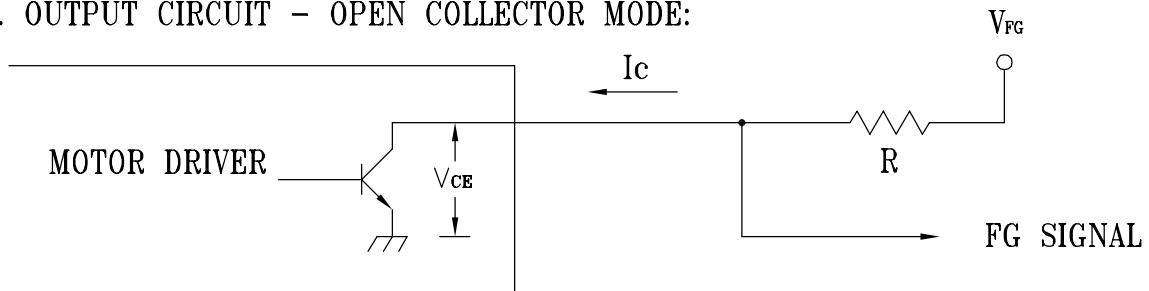 . OUTPUT CIRCUIT – OPEN COLLECTOR MODE:
VFG
Ic
MOTOR DRIVER
VCE
R
FG SIGNAL